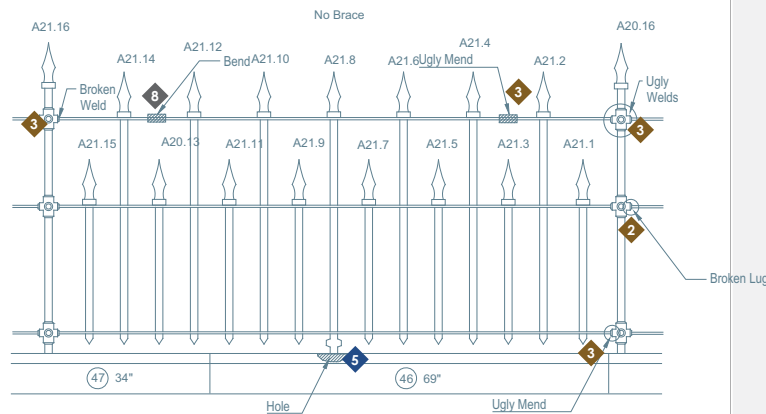 No Brace
A21.16
A21.14
A21.12
A21.10
A21.8
A21.6
A21.4
A21.2
A20.16
Bend
Ugly Mend
Broken
Weld
8
3
Ugly
Welds
3
3
A21.15
A20.13
A21.11
A21.9
A21.7
A21.5
A21.3
A21.1
2
Broken Lug
3
5
47 34"
46 69"
Hole
Ugly Mend